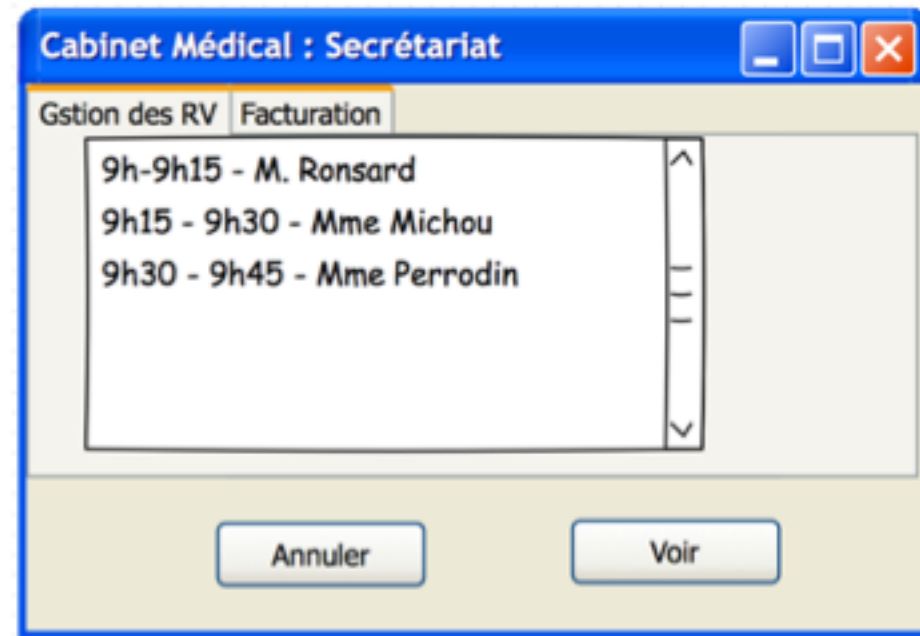 Cabinet Médical : Secrétariat
Gstion des RV Facturation
9h-9h15 - M. Ronsard
9h15 - 9h30 - Mme Michou
9h30 - 9h45 - Mme Perrodin
Annuler Voir